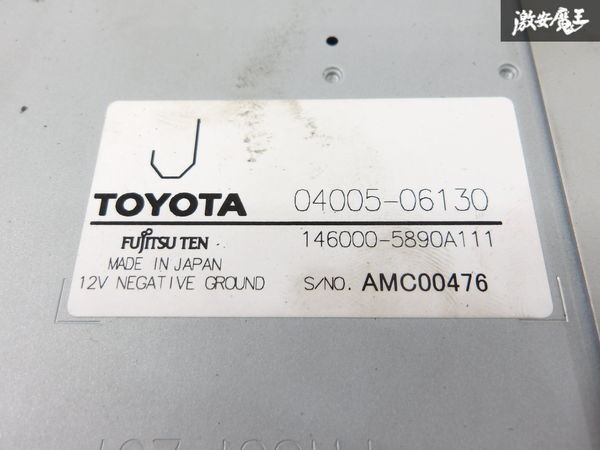 激安魔王
J
TOYOTA 04005-06130
FUJITSU TEN 146000-5890A111
MADE IN JAPAN
12V NEGATIVE GROUND S/NO. AMC00476